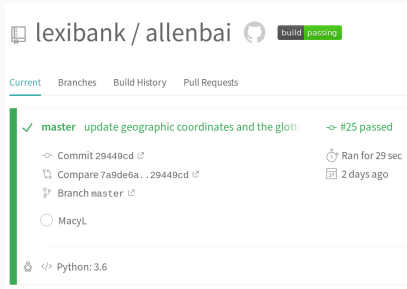 lexibank / allenbai
build passing
Current Branches Build History Pull Requests
master update geographic coordinates and the glott
#25 passed
Commit 29449cd
Ran for 29 sec
Compare 7a9de6a..29449cd
2 days ago
Branch master
MacyL
</> Python: 3.6